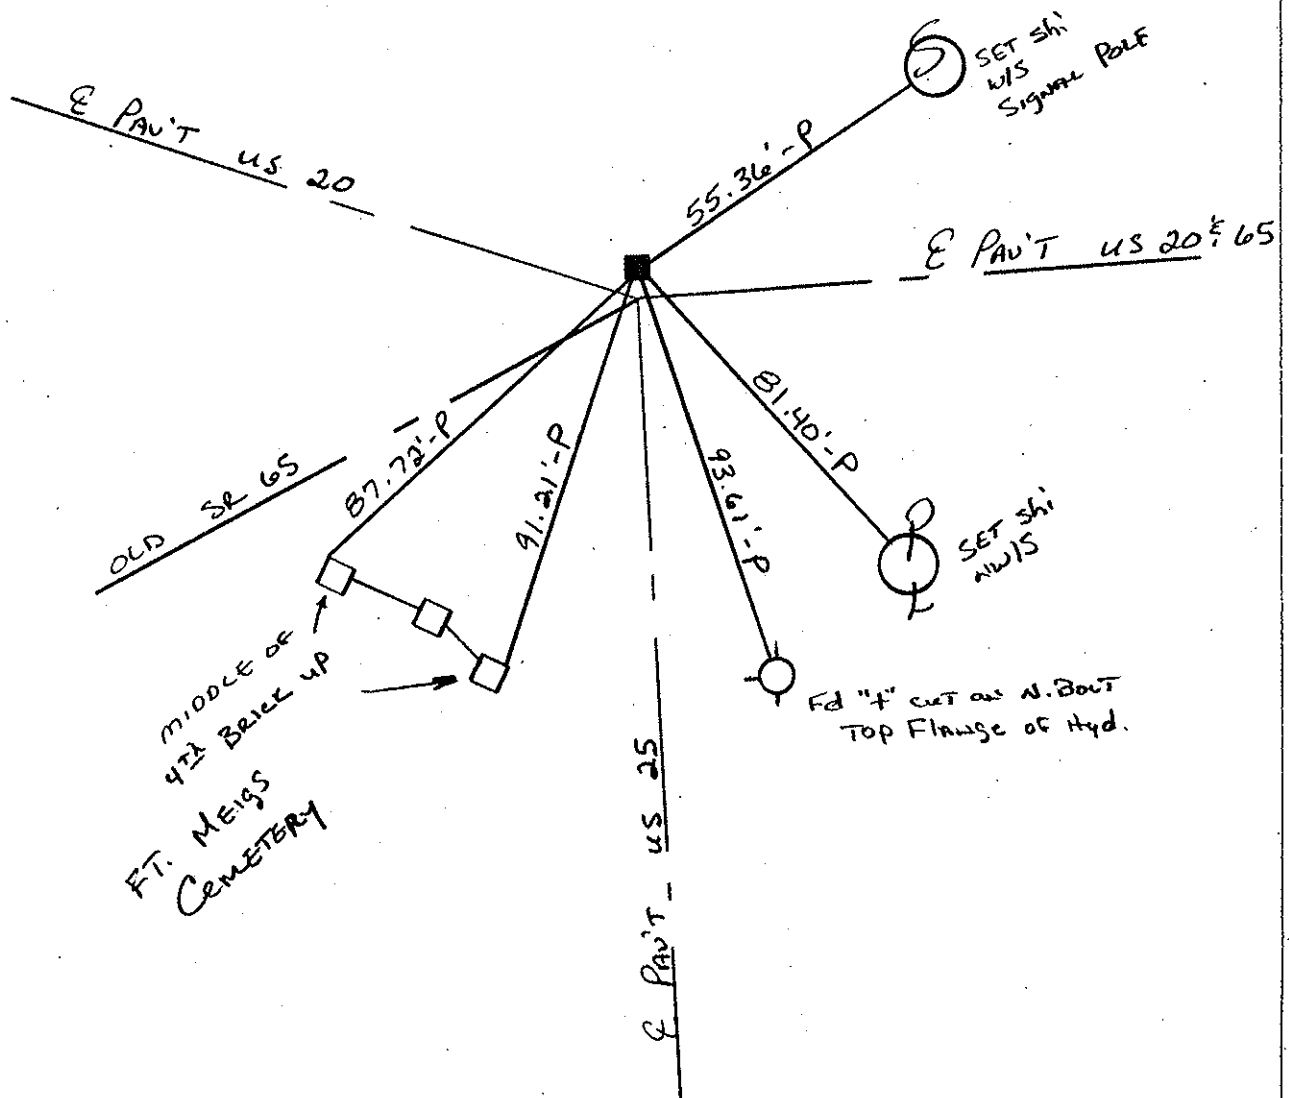 S
SET Shi
W/S
Signal Pole
℄ PAV'T US 20
55.36'-P
℄ PAV'T US 20 & 65
OLD SR 65
87.72'-P
91.21'-P
93.61'-P
81.40'-P
P
L
SET Shi
NW/S
MIDDLE OF
4TH BRICK UP
FT. MEIGS
CEMETERY
Fd "+" cut on N. BOLT
TOP Flange of Hyd.
℄ PAV'T US 25